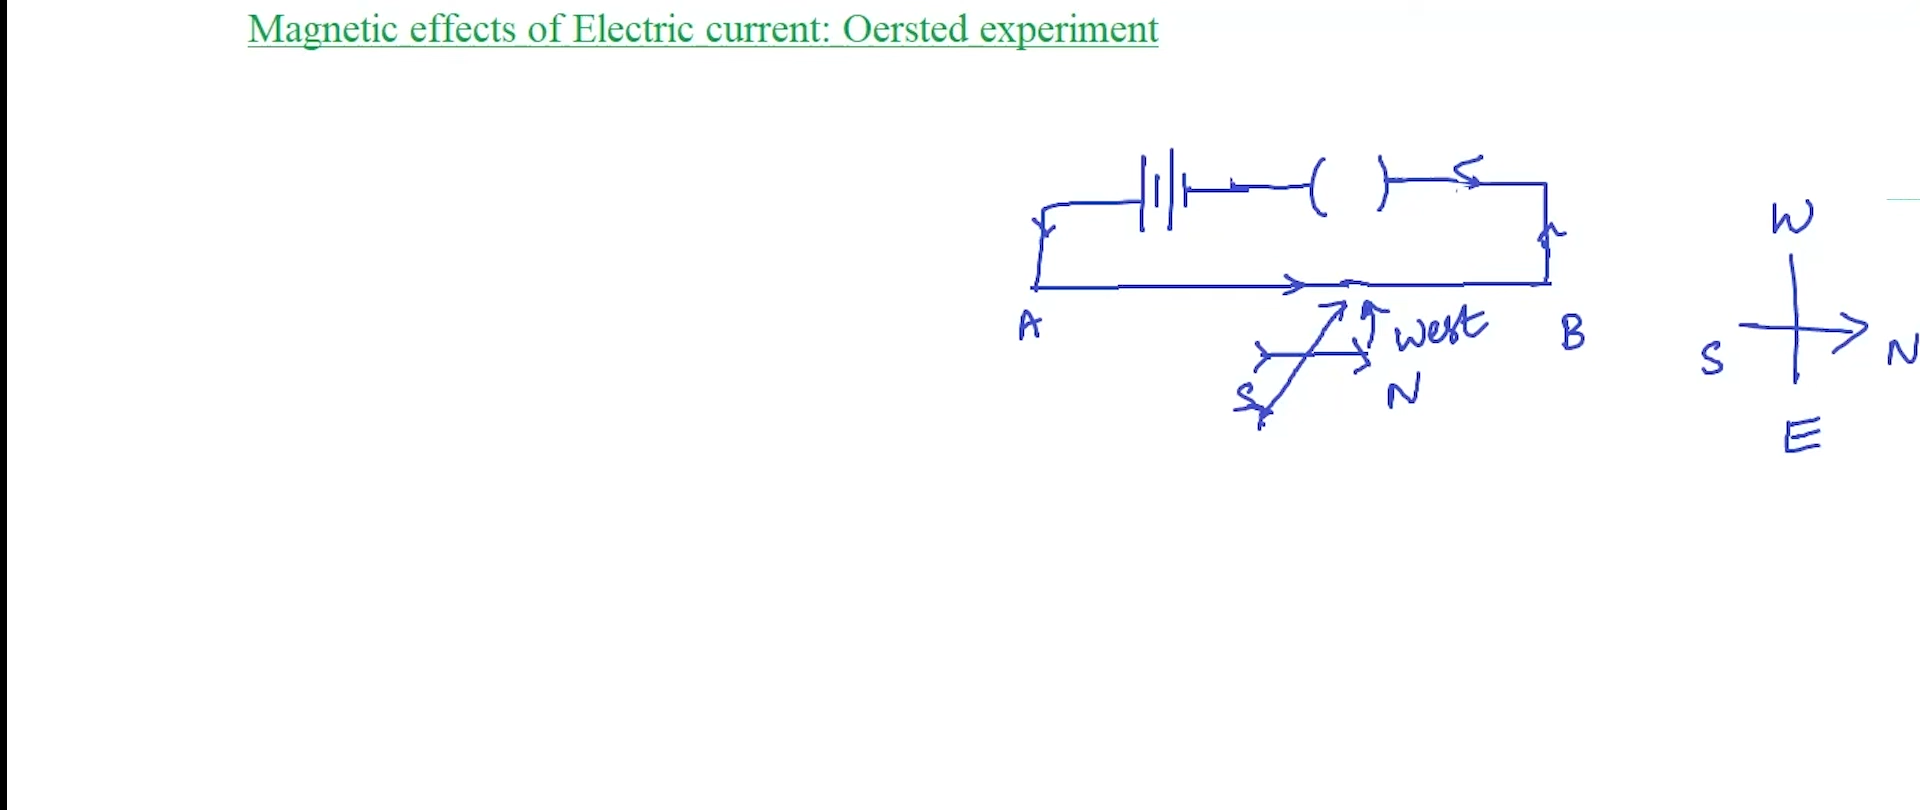 Magnetic effects of Electric current: Oersted experiment
W
A
West
B
S
N
S
N
E